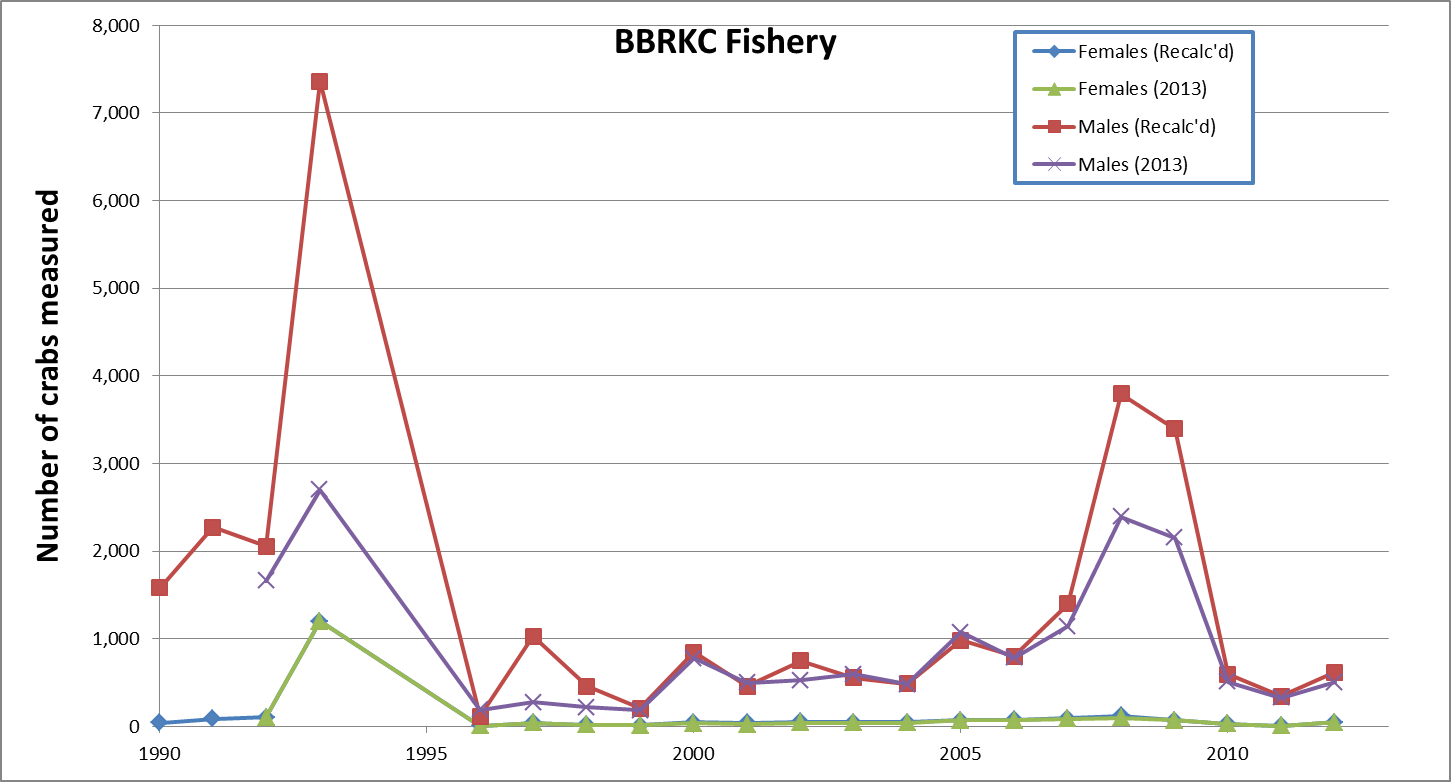 BBRKC Fishery
Females (Recalc'd)
Females (2013)
Males (Recalc'd)
Males (2013)
Number of crabs measured
8,000
7,000
6,000
5,000
4,000
3,000
2,000
1,000
0
1990 1995 2000 2005 2010